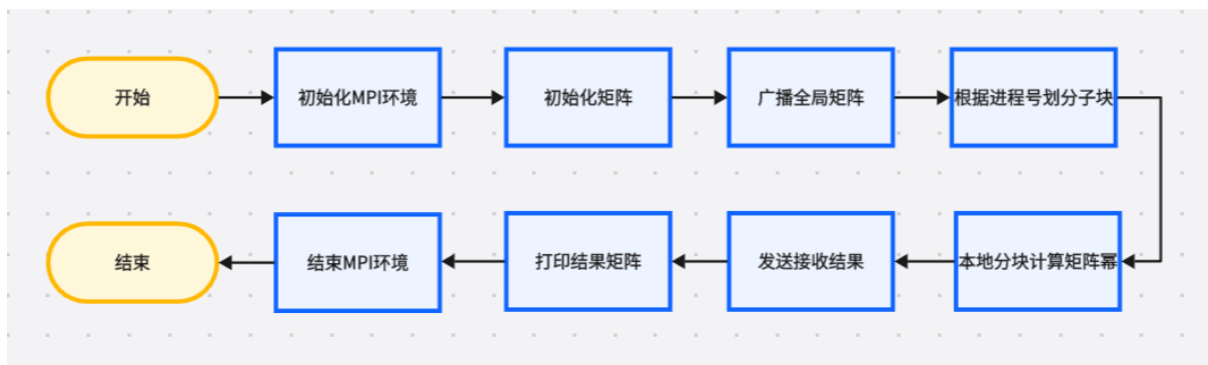 开始
初始化MPI环境
初始化矩阵
广播全局矩阵
根据进程号划分子块
本地分块计算矩阵幂
发送接收结果
打印结果矩阵
结束MPI环境
结束